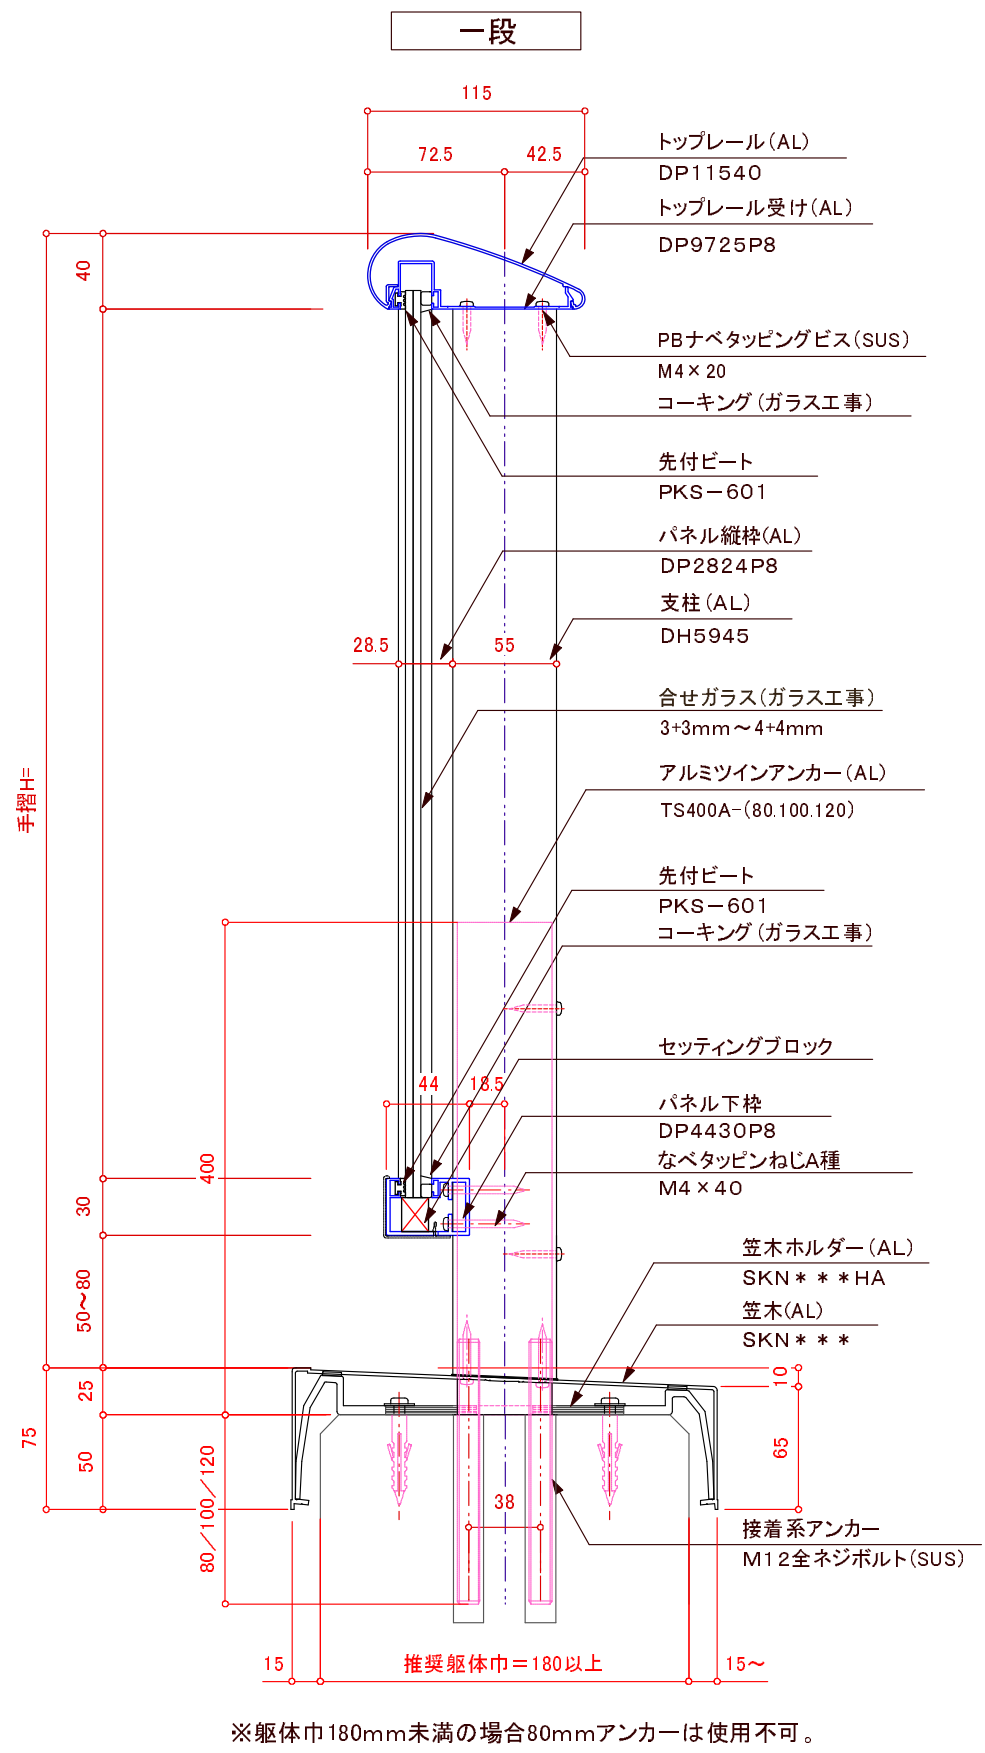 一段
115
72.5
42.5
トップレール(AL)
DP11540
トップレール受け(AL)
DP9725P8
40
PBナベタッピングビス(SUS)
M4×20
コーキング(ガラス工事)
先付ビート
PKS－601
パネル縦枠(AL)
DP2824P8
支柱(AL)
DH5945
28.5
55
合せガラス(ガラス工事)
3+3mm～4+4mm
手摺H=
アルミツインアンカー(AL)
TS400A-(80.100.120)
先付ビート
PKS－601
コーキング(ガラス工事)
セッティングブロック
44
18.5
パネル下枠
DP4430P8
なベタッピンねじA種
M4×40
400
30
笠木ホルダー(AL)
SKN＊＊＊HA
50～80
笠木(AL)
SKN＊＊＊
10
25
75
50
65
80／100／120
38
接着系アンカー
M12全ネジボルト(SUS)
15
推奨躯体巾＝180以上
15～
※躯体巾180mm未満の場合80mmアンカーは使用不可。